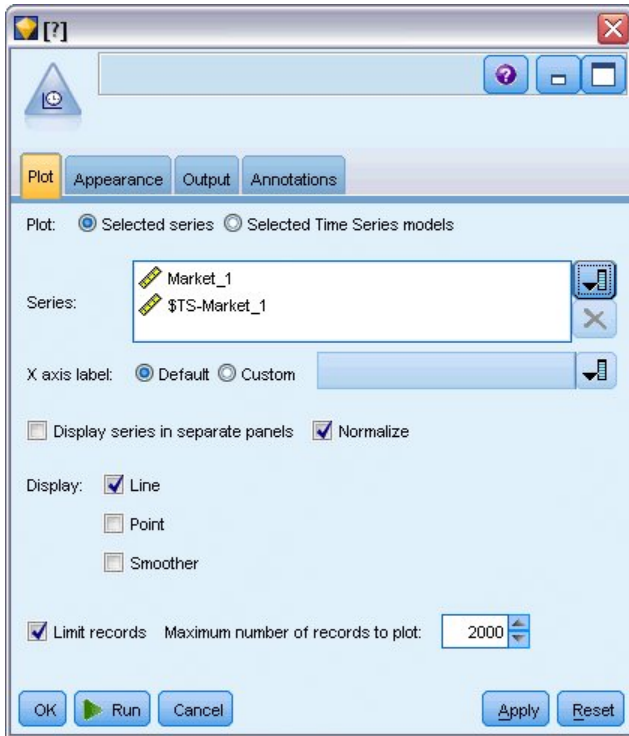 [?]
Plot Appearance Output Annotations
Plot: Selected series Selected Time Series models
Series:
Market_1
$TS-Market_1
X axis label: Default Custom
Display series in separate panels Normalize
Display: Line
Point
Smoother
Limit records Maximum number of records to plot: 2000
OK Run Cancel Apply Reset